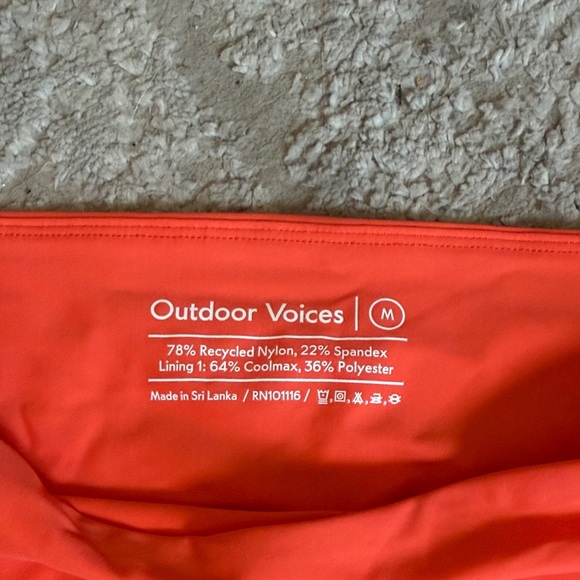 Outdoor Voices | M
78% Recycled Nylon, 22% Spandex
Lining 1: 64% Coolmax, 36% Polyester
Made in Sri Lanka / RN101116 /